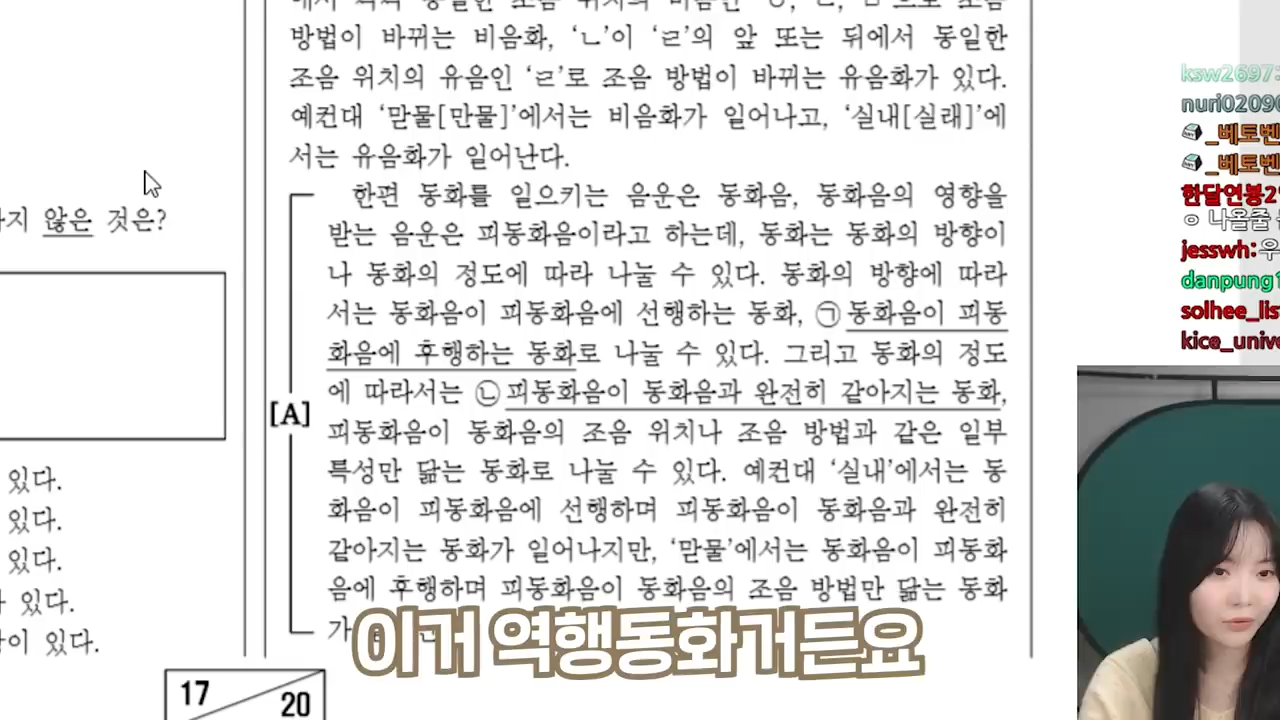 방법이 바뀌는 비음화, ‘ㄴ’이 ‘ㄹ’의 앞 또는 뒤에서 동일한
조음 위치의 유음인 ‘ㄹ’로 조음 방법이 바뀌는 유음화가 있다.
예컨대 ‘맏물[만물]’에서는 비음화가 일어나고, ‘실내[실래]’에
서는 유음화가 일어난다.
한편 동화를 일으키는 음운은 동화음, 동화음의 영향을
받는 음운은 피동화음이라고 하는데, 동화는 동화의 방향이
나 동화의 정도에 따라 나눌 수 있다. 동화의 방향에 따라
서는 동화음이 피동화음에 선행하는 동화, ㉠동화음이 피동
화음에 후행하는 동화로 나눌 수 있다. 그리고 동화의 정도
에 따라서는 ㉡피동화음이 동화음과 완전히 같아지는 동화,
[A]
피동화음이 동화음의 조음 위치나 조음 방법과 같은 일부
특성만 닮는 동화로 나눌 수 있다. 예컨대 ‘실내’에서는 동
화음이 피동화음에 선행하며 피동화음이 동화음과 완전히
같아지는 동화가 일어나지만, ‘맏물’에서는 동화음이 피동화
음에 후행하며 피동화음이 동화음의 조음 방법만 닮는 동화
이거 역행동화거든요
않은 것은?
있다.
있다.
있다.
있다.
있다.
17
20
ksw2697:
nuri0209
_베토벤
_베토벤
한달연봉2
나올줄
jesswh: 우
danpung1
solhee_lis
kice_unive